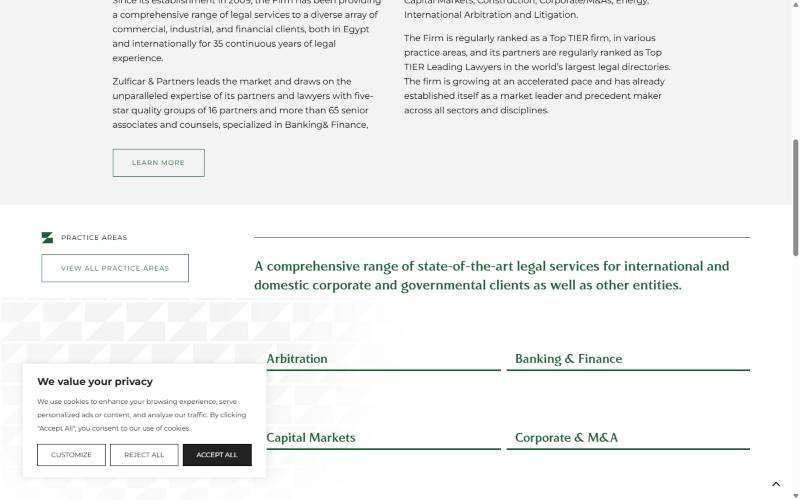 Since its establishment in 2009, the Firm has been providing
a comprehensive range of legal services to a diverse array of
commercial, industrial, and financial clients, both in Egypt
and internationally for 35 continuous years of legal
experience.
Zulficar & Partners leads the market and draws on the
unparalleled expertise of its partners and lawyers with five-
star quality groups of 16 partners and more than 65 senior
associates and counsels, specialized in Banking& Finance,
Capital Markets, Construction, Corporate/M&As, Energy,
International Arbitration and Litigation.
The Firm is regularly ranked as a Top TIER firm, in various
practice areas, and its partners are regularly ranked as Top
TIER Leading Lawyers in the world's largest legal directories.
The firm is growing at an accelerated pace and has already
established itself as a market leader and precedent maker
across all sectors and disciplines.
LEARN MORE
PRACTICE AREAS
VIEW ALL PRACTICE AREAS
A comprehensive range of state-of-the-art legal services for international and
domestic corporate and governmental clients as well as other entities.
Arbitration
Banking & Finance
Capital Markets
Corporate & M&A
We value your privacy
We use cookies to enhance your browsing experience, serve
personalized ads or content, and analyze our traffic. By clicking
"Accept All", you consent to our use of cookies.
CUSTOMIZE
REJECT ALL
ACCEPT ALL